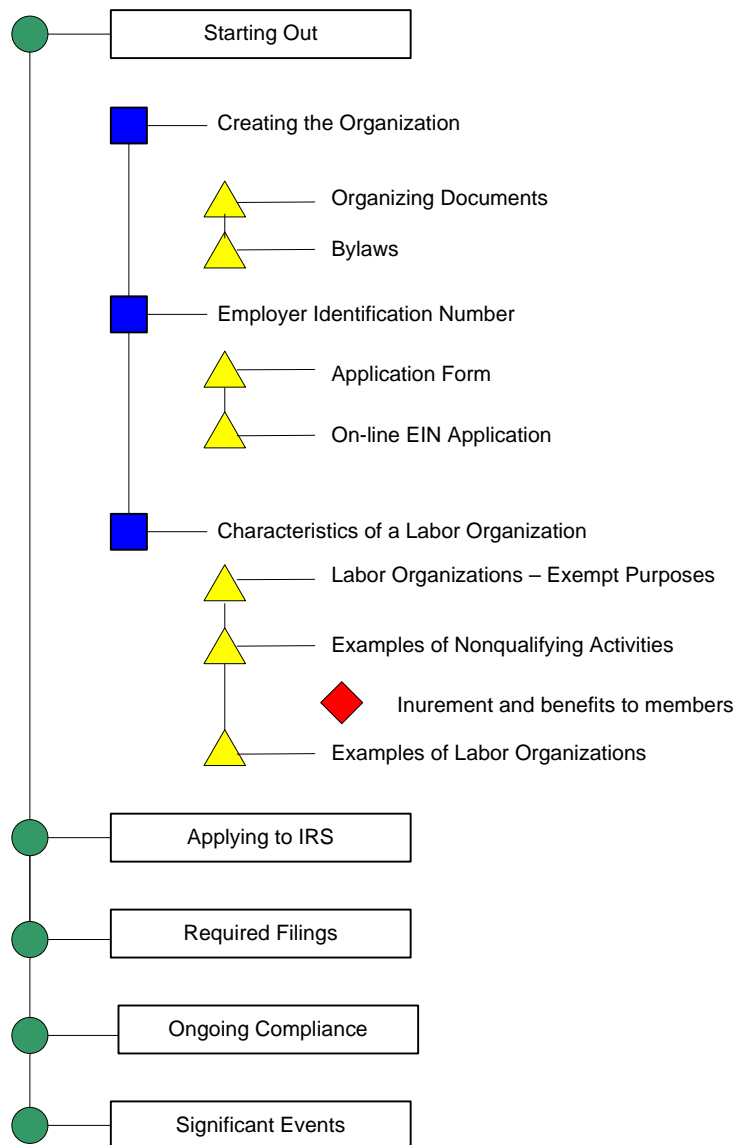 Starting Out
Creating the Organization
Organizing Documents
Bylaws
Employer Identification Number
Application Form
On-line EIN Application
Characteristics of a Labor Organization
Labor Organizations – Exempt Purposes
Examples of Nonqualifying Activities
Inurement and benefits to members
Examples of Labor Organizations
Applying to IRS
Required Filings
Ongoing Compliance
Significant Events